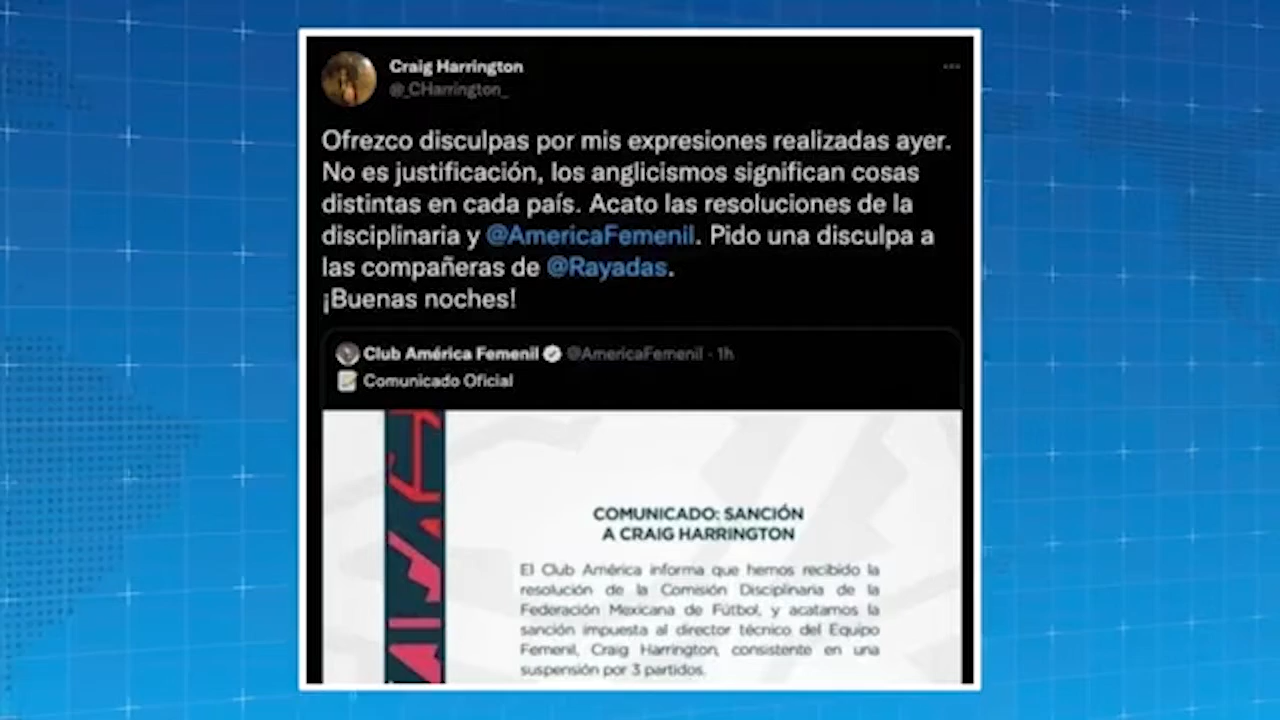 Craig Harrington
@_CHarrington_
Ofrezco disculpas por mis expresiones realizadas ayer.
No es justificación, los anglicismos significan cosas
distintas en cada país. Acato las resoluciones de la
disciplinaria y @AmericaFemenil. Pido una disculpa a
las compañeras de @Rayadas.
¡Buenas noches!
Club América Femenil @AmericaFemenil · 1h
Comunicado Oficial
COMUNICADO: SANCIÓN
A CRAIG HARRINGTON
El Club América informa que hemos recibido la
resolución de la Comisión Disciplinaria de la
Federación Mexicana de Fútbol, y acatamos la
sanción impuesta al director técnico del Equipo
Femenil, Craig Harrington, consistente en una
suspensión por 3 partidos.